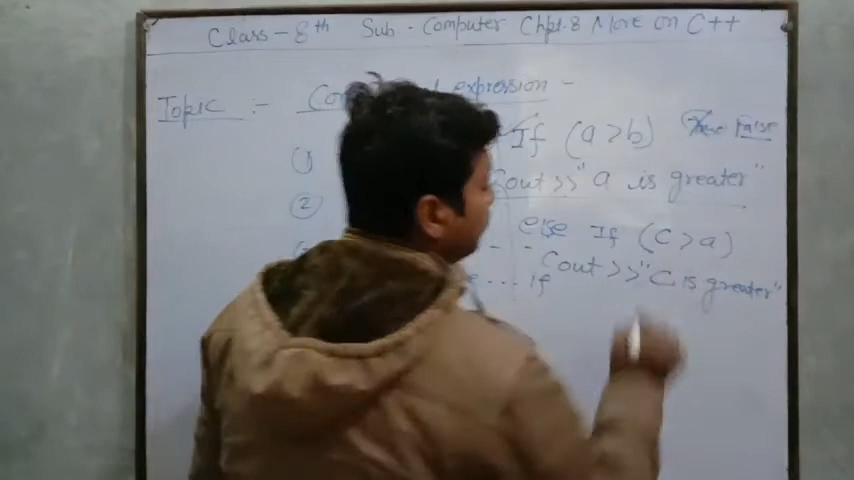 Class - 8th Sub - Computer Chpt. 8 More on C++
Topic :- expression -
① If (a > b) False
② Cout >> "a is greater"
else If (C > a)
- - Cout >> "C is greater"
... if